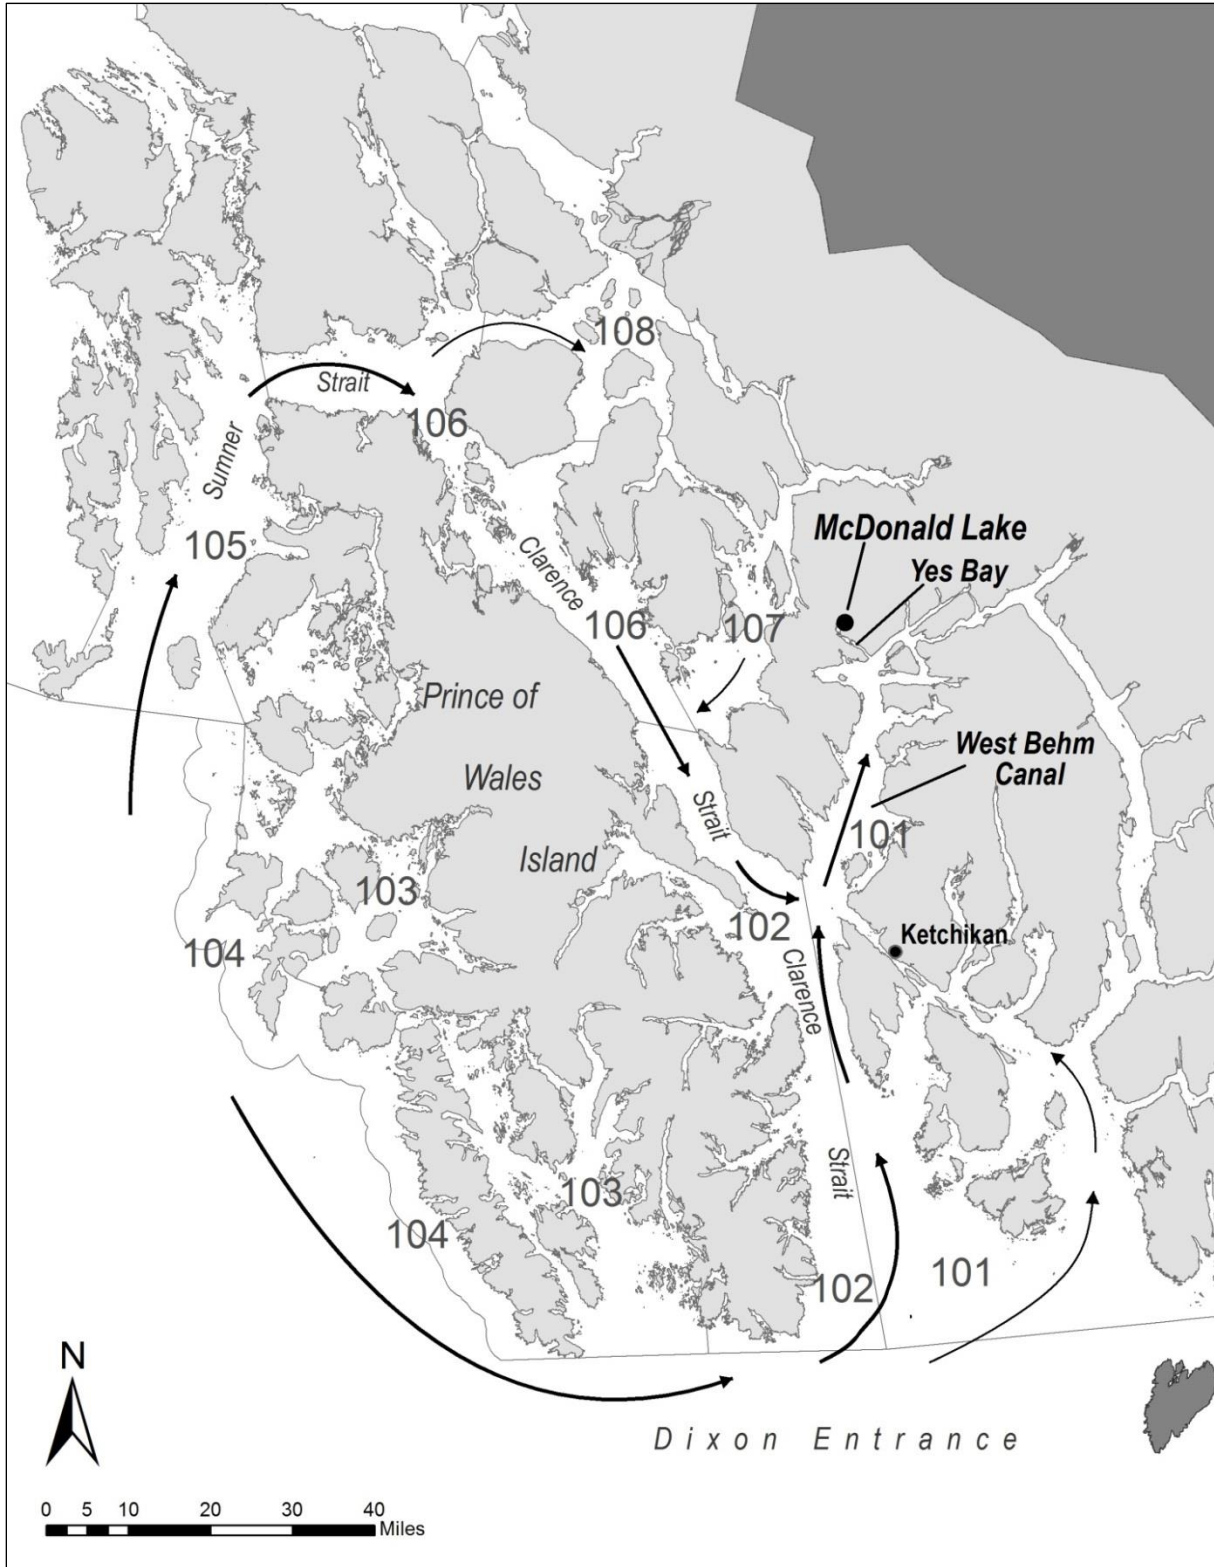 108
Strait
106
Sumner
105
McDonald Lake
Yes Bay
Clarence
106
107
Prince of
Wales
Island
West Behm
Canal
Strait
101
103
102
Ketchikan
104
Clarence
103
104
Strait
102
101
N
Dixon Entrance
0 5 10 20 30 40
Miles